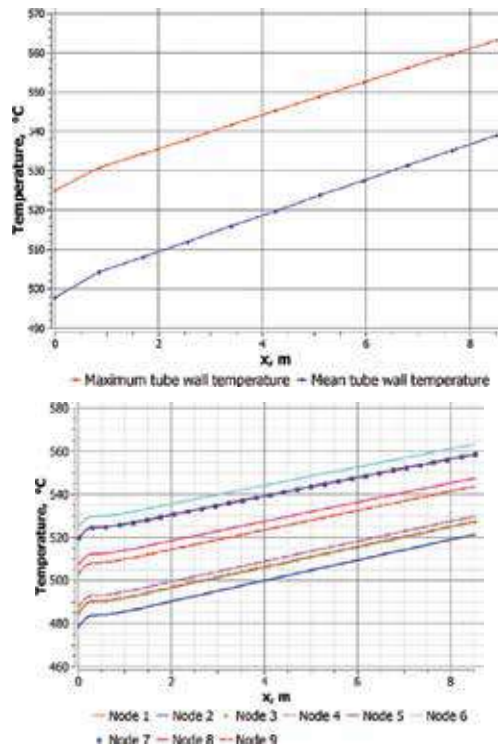 570
560
550
540
530
520
510
500
490
Temperature, °C
0 2 4 6 8
x, m
Maximum tube wall temperature Mean tube wall temperature
580
560
540
520
500
480
460
Temperature, °C
0 2 4 6 8
x, m
Node 1 Node 2 Node 3 Node 4 Node 5 Node 6
Node 7 Node 8 Node 9